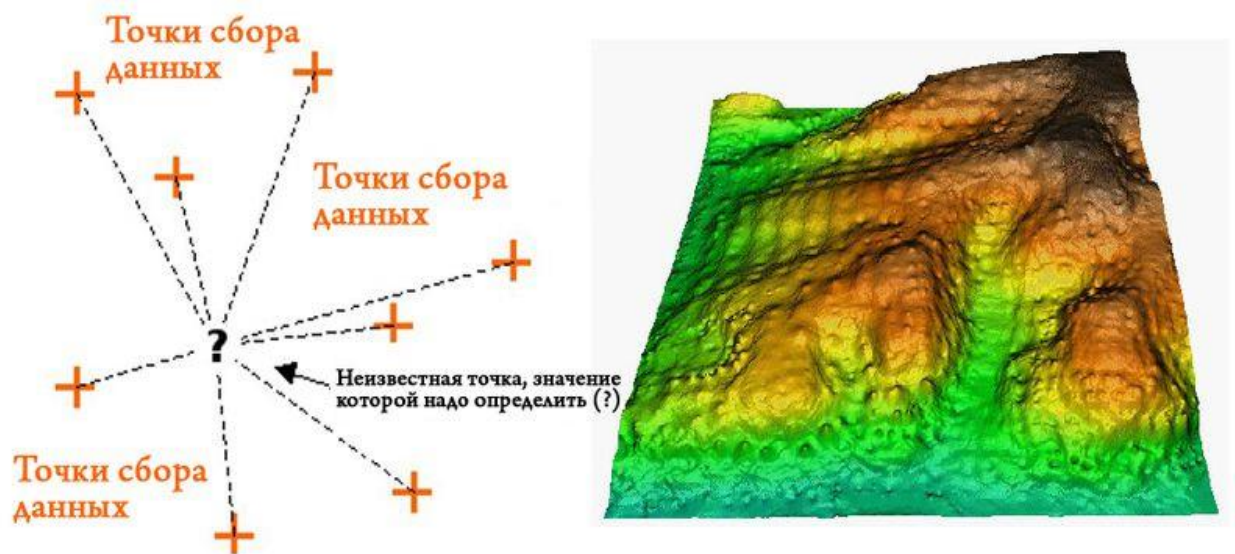 Точки сбора
данных
Точки сбора
данных
?
Неизвестная точка, значение
которой надо определить (?)
Точки сбора
данных